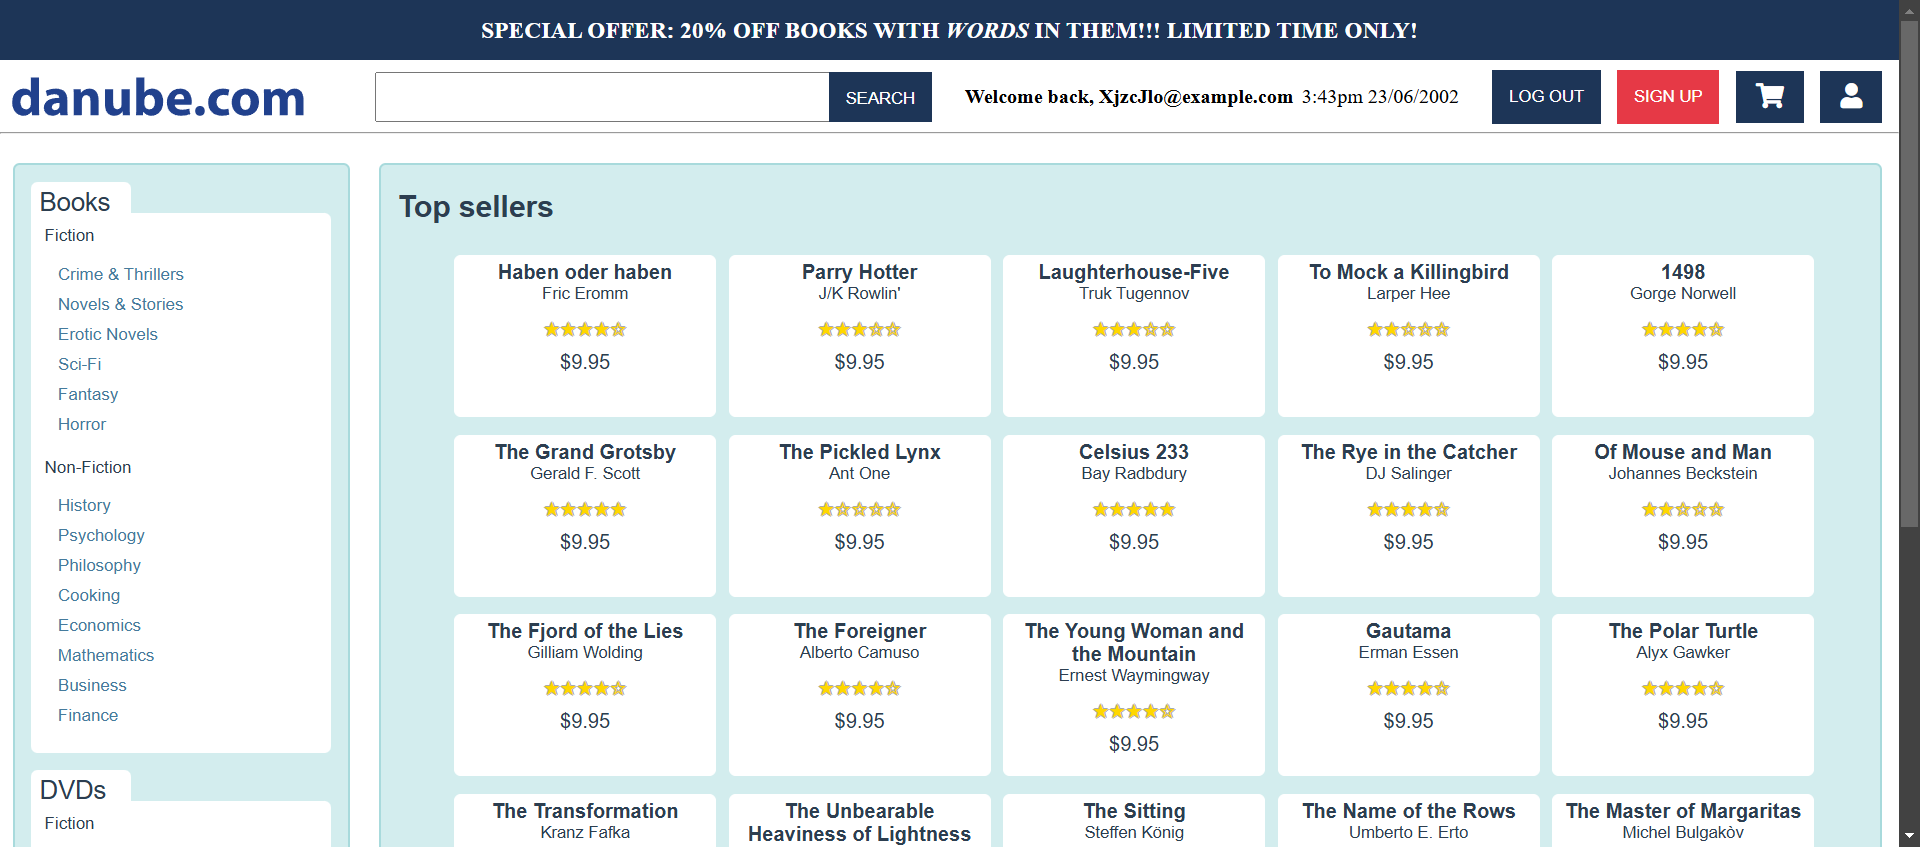 SPECIAL OFFER: 20% OFF BOOKS WITH WORDS IN THEM!!! LIMITED TIME ONLY!
danube.com
SEARCH
Welcome back, XjzcJlo@example.com 3:43pm 23/06/2002
LOG OUT
SIGN UP
Books
Fiction
Crime & Thrillers
Novels & Stories
Erotic Novels
Sci-Fi
Fantasy
Horror
Non-Fiction
History
Psychology
Philosophy
Cooking
Economics
Mathematics
Business
Finance
DVDs
Fiction
Top sellers
Haben oder haben
Fric Eromm
$9.95
Parry Hotter
J/K Rowlin'
$9.95
Laughterhouse-Five
Truk Tugennov
$9.95
To Mock a Killingbird
Larper Hee
$9.95
1498
Gorge Norwell
$9.95
The Grand Grotsby
Gerald F. Scott
$9.95
The Pickled Lynx
Ant One
$9.95
Celsius 233
Bay Radbdury
$9.95
The Rye in the Catcher
DJ Salinger
$9.95
Of Mouse and Man
Johannes Beckstein
$9.95
The Fjord of the Lies
Gilliam Wolding
$9.95
The Foreigner
Alberto Camuso
$9.95
The Young Woman and
the Mountain
Ernest Waymingway
$9.95
Gautama
Erman Essen
$9.95
The Polar Turtle
Alyx Gawker
$9.95
The Transformation
Kranz Fafka
The Unbearable
Heaviness of Lightness
The Sitting
Steffen König
The Name of the Rows
Umberto E. Erto
The Master of Margaritas
Michel Bulgakòv